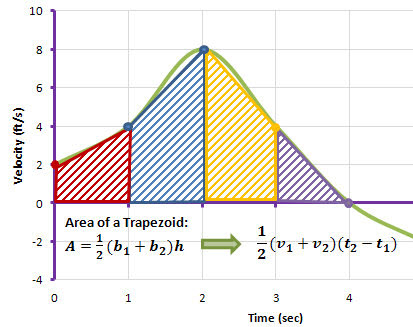 10
8
6
4
2
0
-2
-4
Velocity (ft/s)
Area of a Trapezoid:
A = 1/2 (b₁ + b₂)h
1/2 (v₁ + v₂)(t₂ − t₁)
0 1 2 3 4
Time (sec)